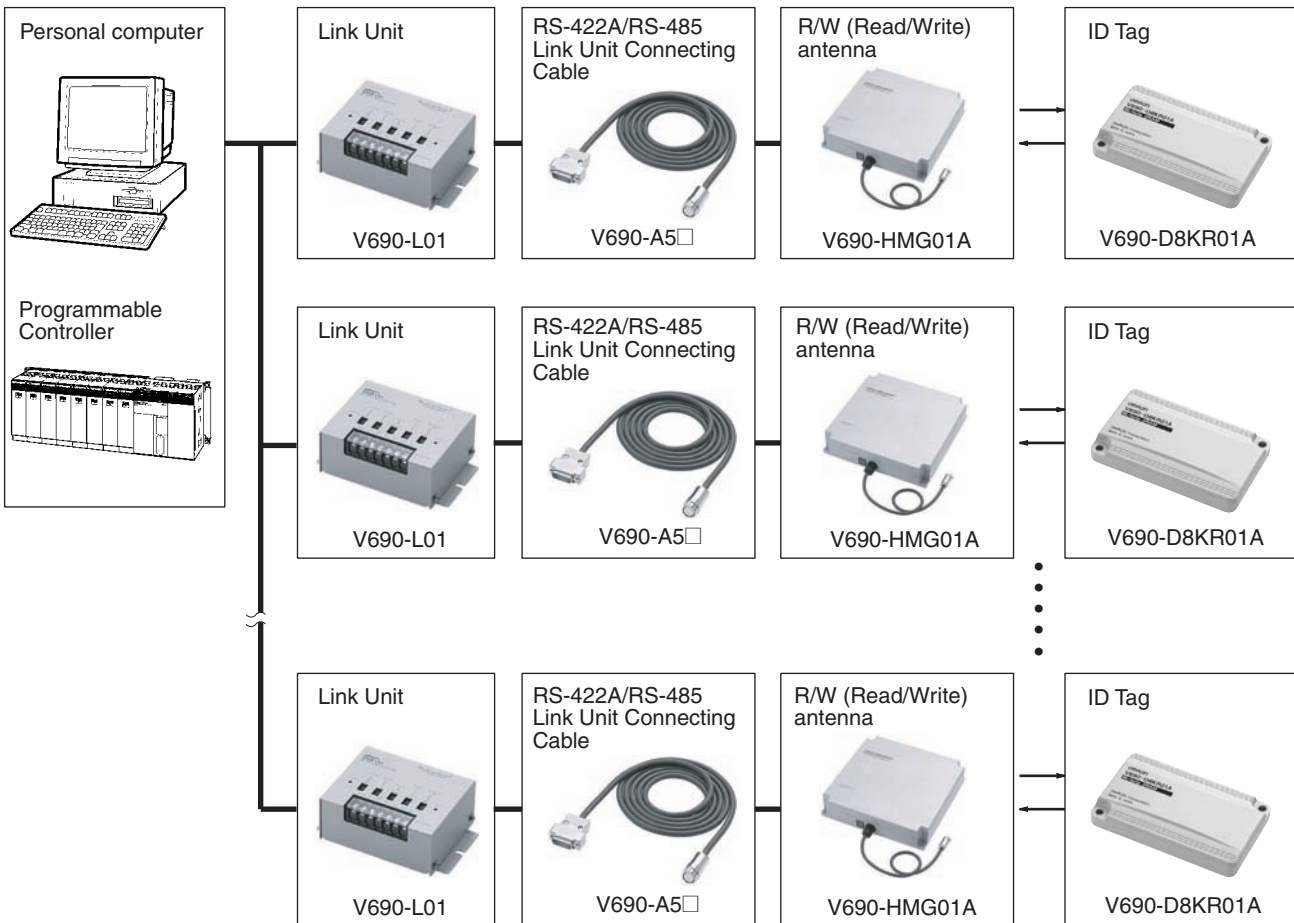 Personal computer
Programmable
Controller
Link Unit
V690-L01
RS-422A/RS-485
Link Unit Connecting
Cable
V690-A5□
R/W (Read/Write)
antenna
V690-HMG01A
ID Tag
V690-D8KR01A
Link Unit
V690-L01
RS-422A/RS-485
Link Unit Connecting
Cable
V690-A5□
R/W (Read/Write)
antenna
V690-HMG01A
ID Tag
V690-D8KR01A
Link Unit
V690-L01
RS-422A/RS-485
Link Unit Connecting
Cable
V690-A5□
R/W (Read/Write)
antenna
V690-HMG01A
ID Tag
V690-D8KR01A